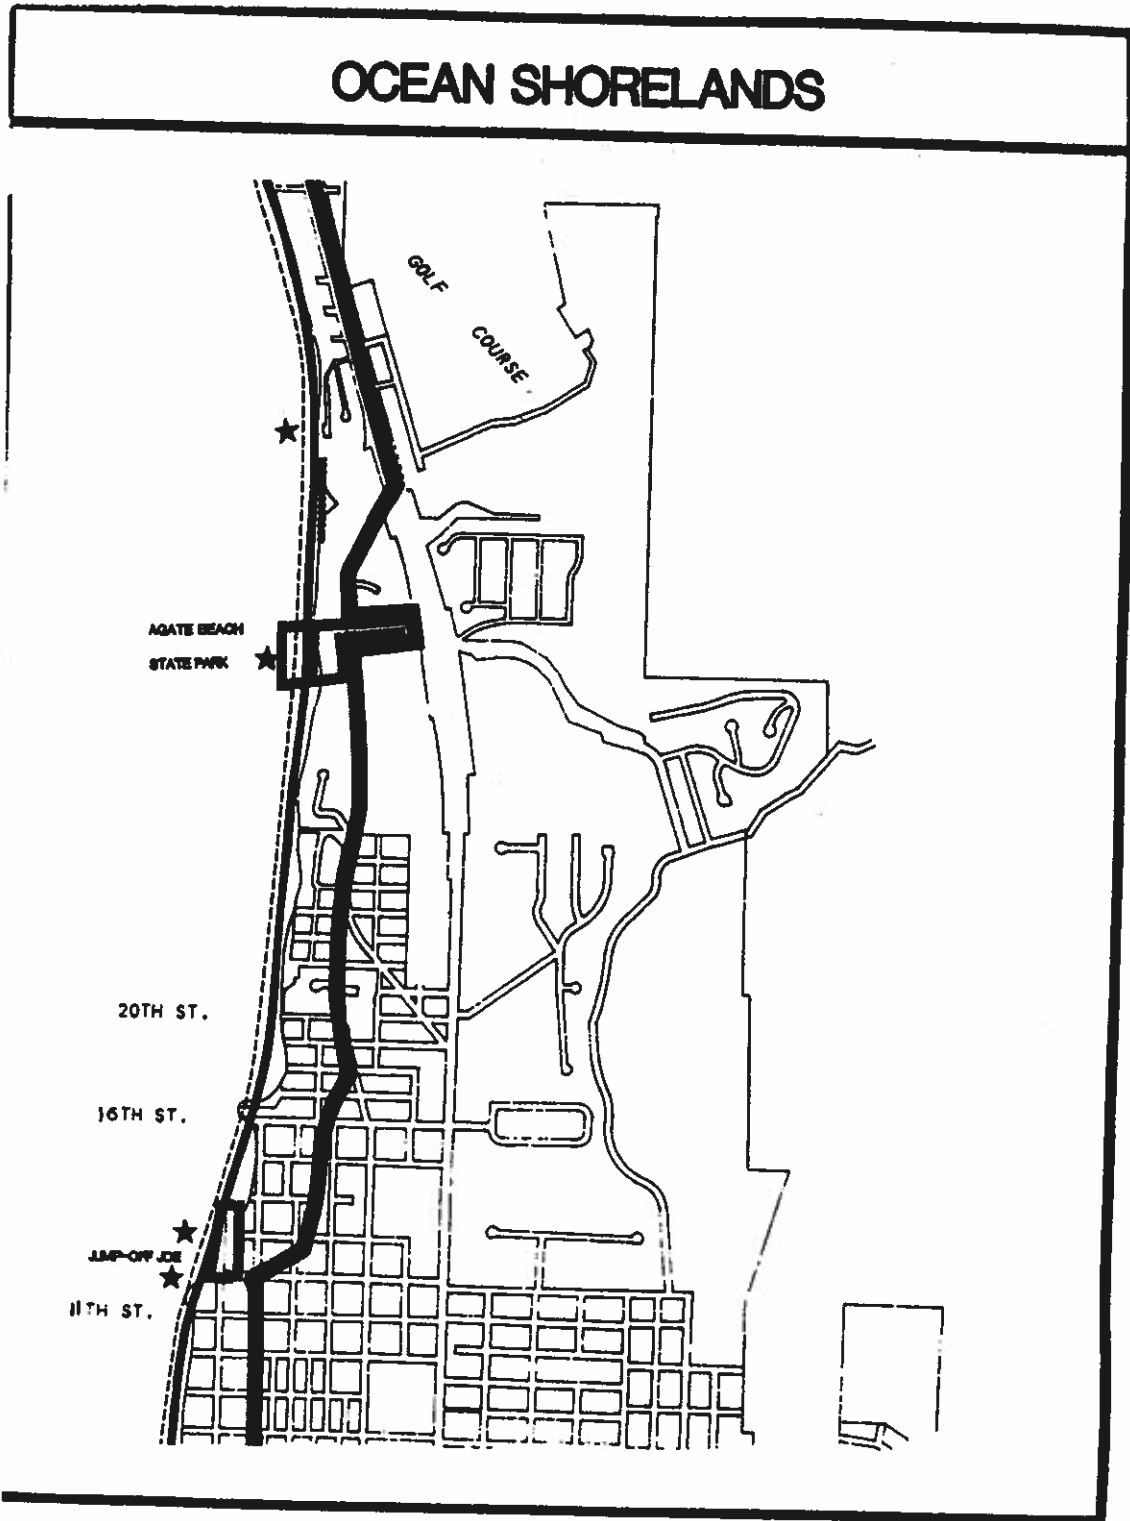 OCEAN SHORELANDS
GOLF
COURSE
AGATE BEACH
STATE PARK
20TH ST.
16TH ST.
JUMP-OFF JOE
11TH ST.